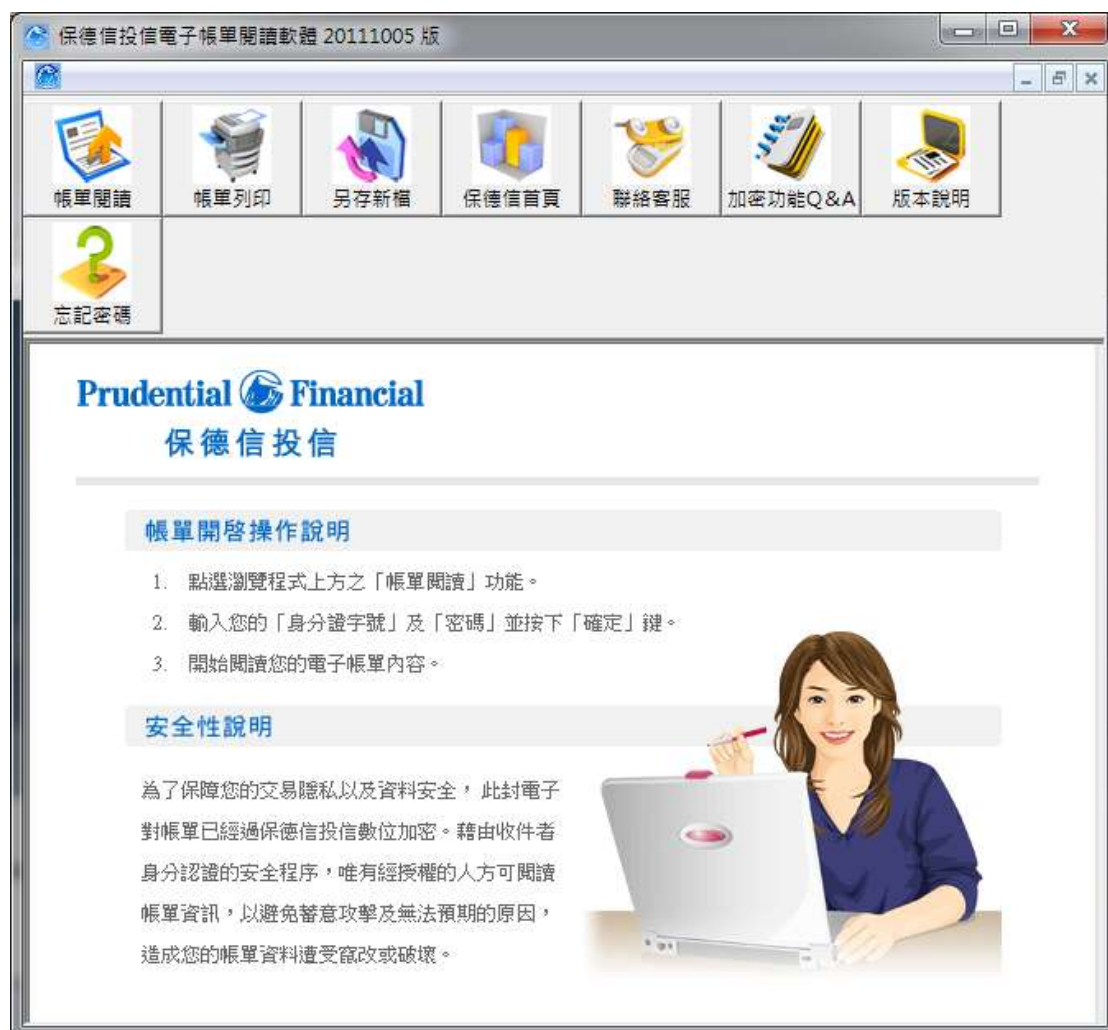 保德信投信電子帳單閱讀軟體 20111005 版
帳單閱讀 帳單列印 另存新檔 保德信首頁 聯絡客服 加密功能Q&A 版本說明
忘記密碼
Prudential Financial
保德信投信
帳單開啓操作說明
1. 點選瀏覽程式上方之「帳單閱讀」功能。
2. 輸入您的「身分證字號」及「密碼」並按下「確定」鍵。
3. 開始閱讀您的電子帳單內容。
安全性說明
為了保障您的交易隱私以及資料安全，此封電子
對帳單已經過保德信投信數位加密。藉由收件者
身分認證的安全程序，唯有經授權的人方可閱讀
帳單資訊，以避免蓄意攻擊及無法預期的原因，
造成您的帳單資料遭受竄改或破壞。